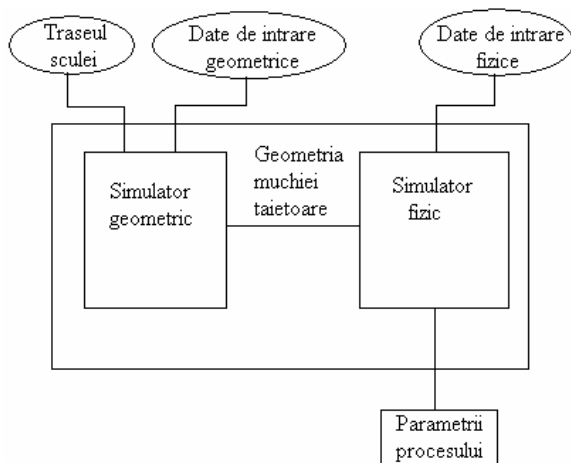 Traseul
sculei
Date de intrare
geometrice
Date de intrare
fizice
Simulator
geometric
Geometria
muchiei
taietoare
Simulator
fizic
Parametrii
procesului